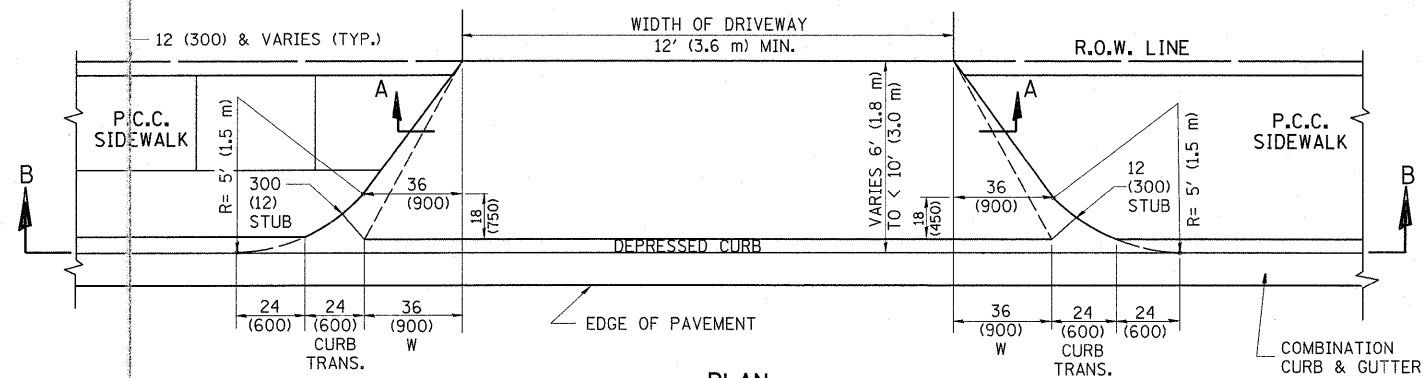 WIDTH OF DRIVEWAY
12' (3.6 m) MIN.
12 (300) & VARIES (TYP.)
R.O.W. LINE
A
A
P.C.C.
SIDEWALK
P.C.C.
SIDEWALK
R= 5' (1.5 m)
VARIES 6' (1.8 m)
TO < 10' (3.0 m)
R= 5' (1.5 m)
B
B
300
(12)
STUB
36
(900)
18
(750)
36
(900)
18
(450)
12
(300)
STUB
DEPRESSED CURB
24
(600)
24
(600)
CURB
TRANS.
36
(900)
W
EDGE OF PAVEMENT
36
(900)
W
24
(600)
CURB
TRANS.
24
(600)
COMBINATION
CURB & GUTTER
PLAN